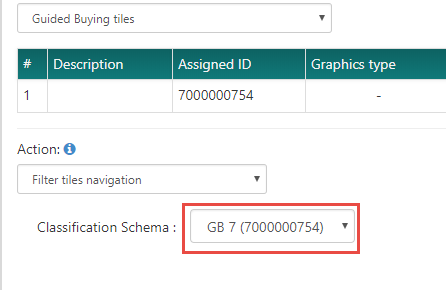 Guided Buying tiles
# Description Assigned ID Graphics type
1 7000000754 -
Action:
Filter tiles navigation
Classification Schema : GB 7 (7000000754)